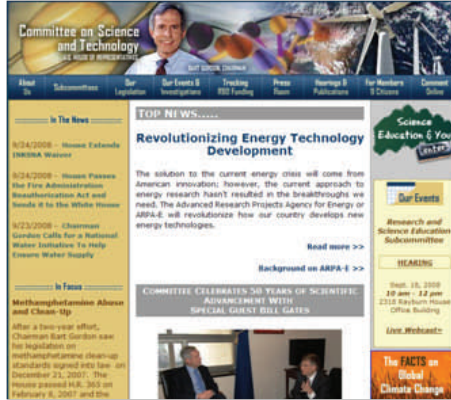 Committee on Science
and Technology
U.S. HOUSE OF REPRESENTATIVES
BART GORDON, CHAIRMAN
About
Us
Subcommittees
Our
Legislation
Our Events &
Investigations
Tracking
R&D Funding
Press
Room
Hearings &
Publications
For Members
& Citizens
Comment
Online
In The News
9/24/2008 – House Extends
INKSNA Waiver
9/24/2008 – House Passes
the Fire Administration
Reauthorization Act and
Sends it to the White House
9/23/2008 – Chairman
Gordon Calls for a National
Water Initiative To Help
Ensure Water Supply
In Focus
Methamphetamine Abuse
and Clean-Up
After a two-year effort,
Chairman Bart Gordon saw
his legislation on
methamphetamine clean-up
standards signed into law on
December 21, 2007. The
House passed H.R. 365 on
February 8, 2007 and the
TOP NEWS.....
Revolutionizing Energy Technology
Development
The solution to the current energy crisis will come from
American innovation; however, the current approach to
energy research hasn't resulted in the breakthroughs we
need. The Advanced Research Projects Agency for Energy or
ARPA-E will revolutionize how our country develops new
energy technologies.
Read more >>
Background on ARPA-E >>
COMMITTEE CELEBRATES 50 YEARS OF SCIENTIFIC
ADVANCEMENT WITH
SPECIAL GUEST BILL GATES
Science
Education & You
Enter
Our Events
Research and
Science Education
Subcommittee
HEARING
Sept. 18, 2008
10 am - 12 pm
2318 Rayburn House
Office Building
Live Webcast»
The FACTS on
Global
Climate Change